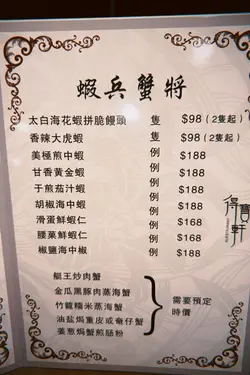 蝦兵蟹將
太白海花蝦拼脆饅頭 隻 $98 (2隻起)
香辣大虎蝦 隻 $98 (2隻起)
美極煎中蝦 例 $188
甘香黃金蝦 例 $188
干煎茄汁蝦 例 $188
胡椒海中蝦 例 $188
滑蛋鮮蝦仁 例 $168
腰菓鮮蝦仁 例 $168
椒鹽海中蝦 例 $188
得寶軒
艇王炒肉蟹
金瓜黑豚肉蒸海蟹
竹籠糯米蒸海蟹
油鹽焗重皮或奄仔蟹
姜葱焗蟹煎腸粉
需要預定
時價